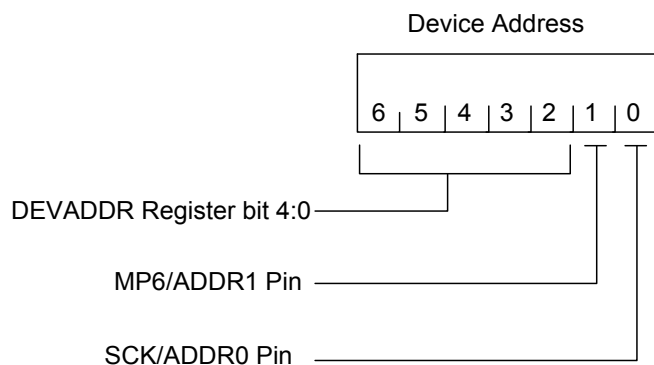 Device Address
6 5 4 3 2 1 0
DEVADDR Register bit 4:0
MP6/ADDR1 Pin
SCK/ADDR0 Pin